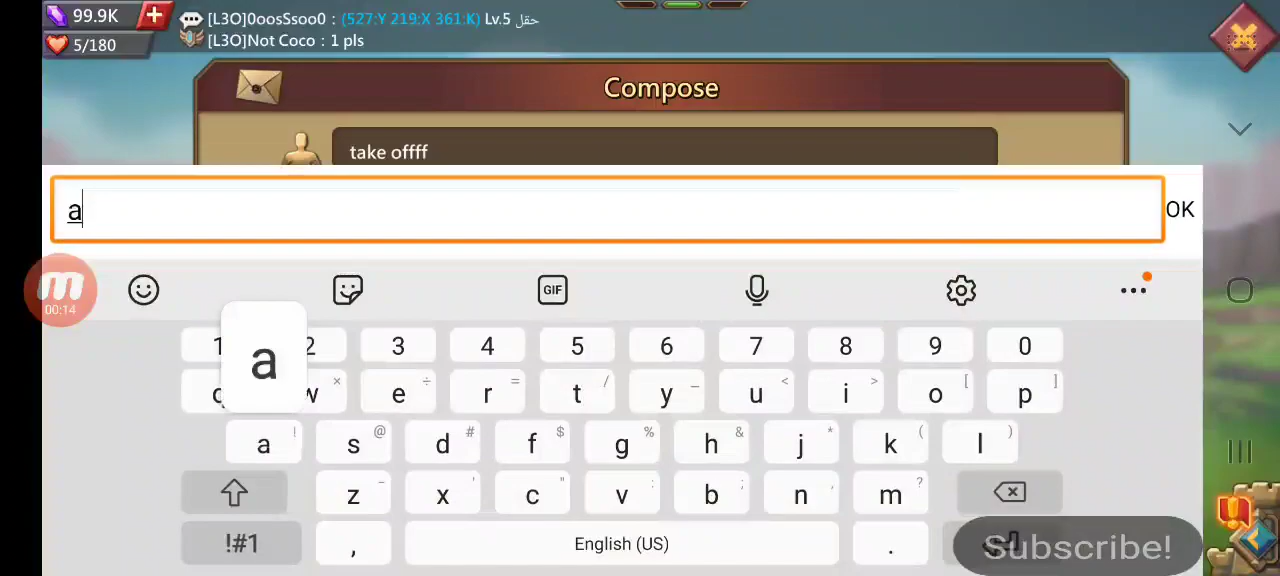 99.9K
5/180
[L3O]0oosSsoo0 : (527:Y 219:X 361:K) Lv.5 حقل
[L3O]Not Coco : 1 pls
Compose
take offff
a
OK
00:14
GIF
a
1 2 3 4 5 6 7 8 9 0
q w × e ÷ r = t / y _ u < i > o [ p ]
a ! s @ d # f $ g % h & j * k ( l )
z - x ' c " v : b ; n , m ?
!#1 , English (US) .
Subscribe!